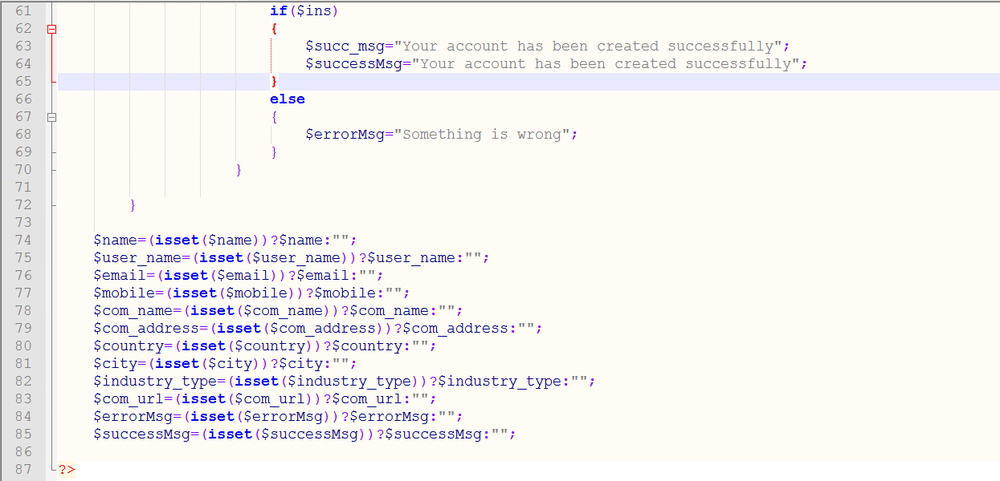 61 if($ins)
62 {
63 $succ_msg="Your account has been created successfully";
64 $successMsg="Your account has been created successfully";
65 }
66 else
67 {
68 $errorMsg="Something is wrong";
69 }
70 }
71
72 }
73
74 $name=(isset($name))?$name:"";
75 $user_name=(isset($user_name))?$user_name:"";
76 $email=(isset($email))?$email:"";
77 $mobile=(isset($mobile))?$mobile:"";
78 $com_name=(isset($com_name))?$com_name:"";
79 $com_address=(isset($com_address))?$com_address:"";
80 $country=(isset($country))?$country:"";
81 $city=(isset($city))?$city:"";
82 $industry_type=(isset($industry_type))?$industry_type:"";
83 $com_url=(isset($com_url))?$com_url:"";
84 $errorMsg=(isset($errorMsg))?$errorMsg:"";
85 $successMsg=(isset($successMsg))?$successMsg:"";
86
87 ?>